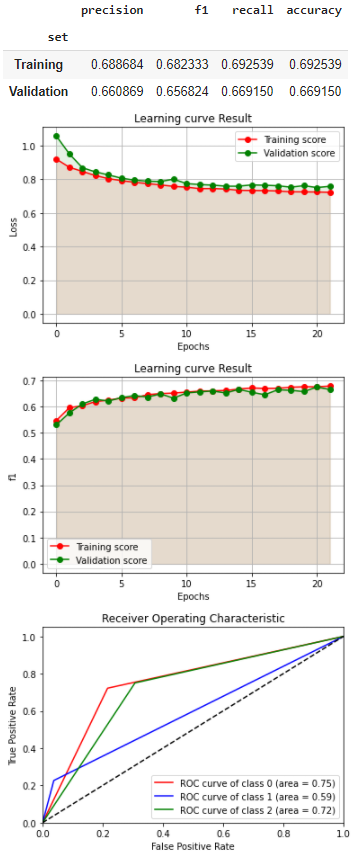 precision f1 recall accuracy
set
Training 0.688684 0.682333 0.692539 0.692539
Validation 0.660869 0.656824 0.669150 0.669150
Learning curve Result
Training score
Validation score
Loss
1.0
0.8
0.6
0.4
0.2
0.0
0 5 10 15 20
Epochs
Learning curve Result
f1
0.7
0.6
0.5
0.4
0.3
0.2
0.1
0.0
Training score
Validation score
0 5 10 15 20
Epochs
Receiver Operating Characteristic
True Positive Rate
1.0
0.8
0.6
0.4
0.2
0.0
ROC curve of class 0 (area = 0.75)
ROC curve of class 1 (area = 0.59)
ROC curve of class 2 (area = 0.72)
0.0 0.2 0.4 0.6 0.8 1.0
False Positive Rate